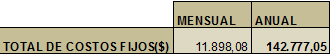 MENSUAL ANUAL
TOTAL DE COSTOS FIJOS($) 11.898,08 142.777,05